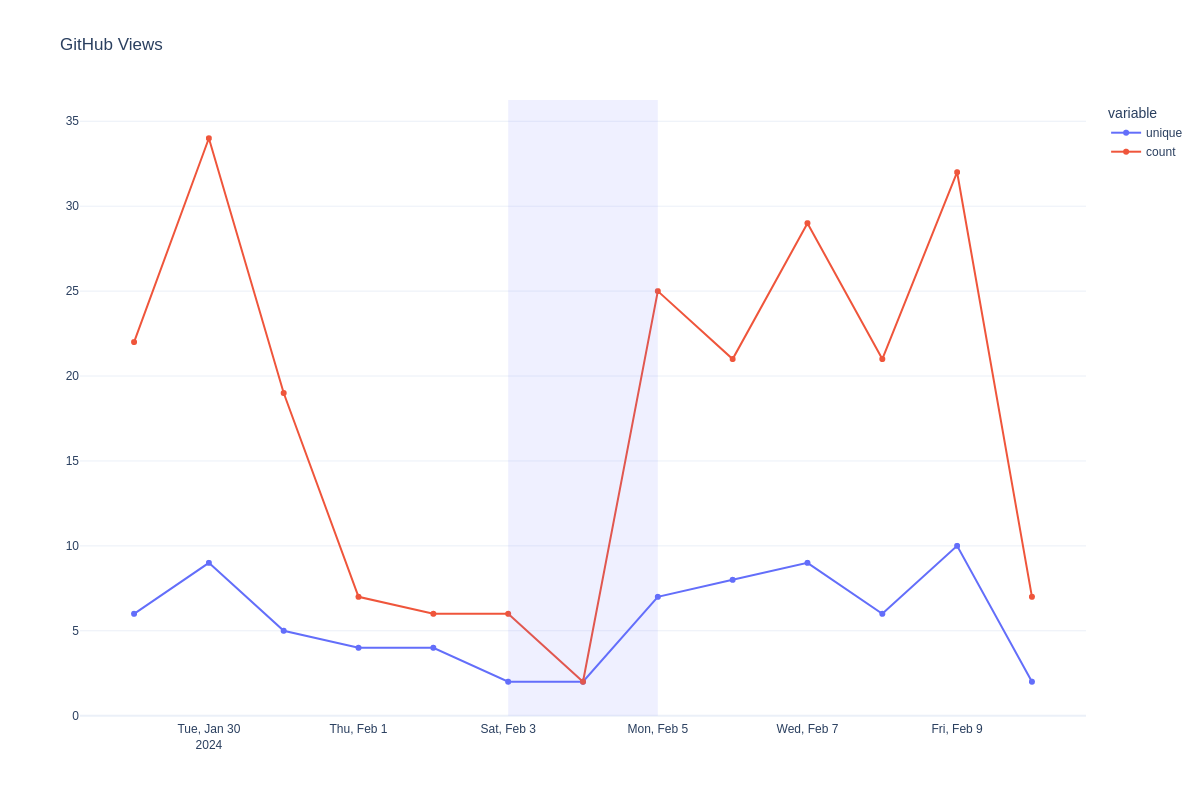 GitHub Views
variable
unique
count
35
30
25
20
15
10
5
0
Tue, Jan 30
2024
Thu, Feb 1
Sat, Feb 3
Mon, Feb 5
Wed, Feb 7
Fri, Feb 9